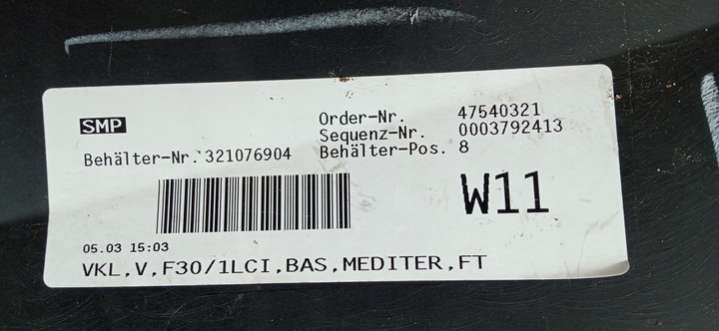 SMP
Order-Nr. 47540321
Sequenz-Nr. 0003792413
Behälter-Nr. 321076904 Behälter-Pos. 8
W11
05.03 15:03
VKL,V,F30/1LCI,BAS,MEDITER,FT